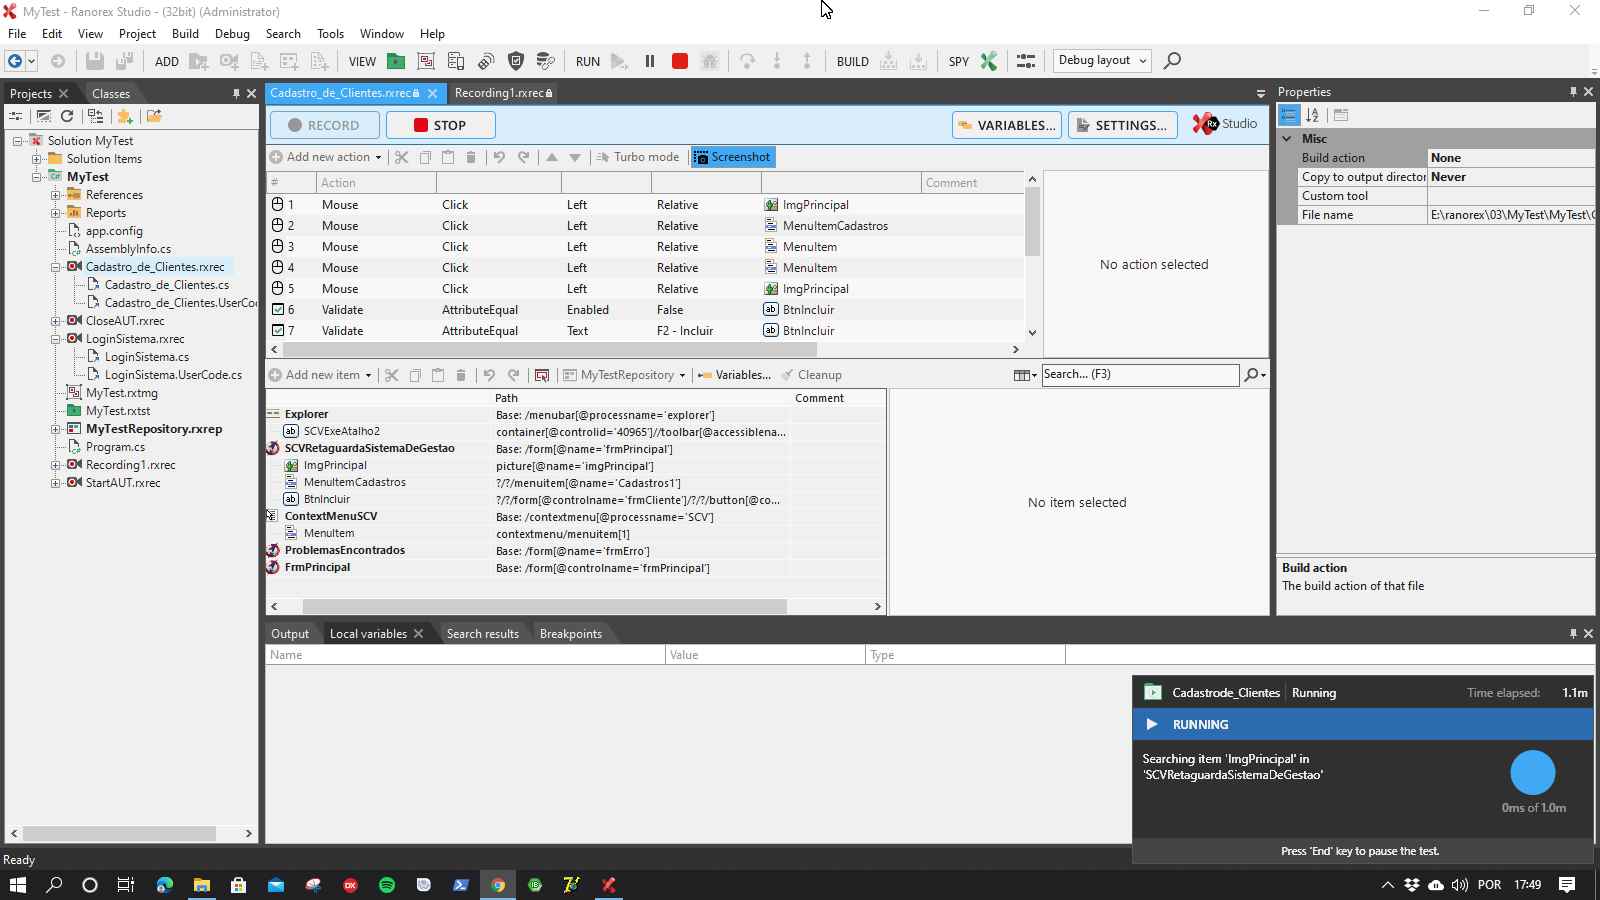 MyTest - Ranorex Studio - (32bit) (Administrator)
File Edit View Project Build Debug Search Tools Window Help
ADD VIEW RUN BUILD SPY Debug layout
Projects Classes
Solution MyTest
Solution Items
MyTest
References
Reports
app.config
AssemblyInfo.cs
Cadastro_de_Clientes.rxrec
Cadastro_de_Clientes.cs
Cadastro_de_Clientes.UserCo
CloseAUT.rxrec
LoginSistema.rxrec
LoginSistema.cs
LoginSistema.UserCode.cs
MyTest.rxtmg
MyTest.rxtst
MyTestRepository.rxrep
Program.cs
Recording1.rxrec
StartAUT.rxrec
Cadastro_de_Clientes.rxrec Recording1.rxrec
RECORD STOP VARIABLES... SETTINGS... Rx Studio
Add new action Turbo mode Screenshot
# Action Comment
1 Mouse Click Left Relative ImgPrincipal
2 Mouse Click Left Relative MenuItemCadastros
3 Mouse Click Left Relative MenuItem
4 Mouse Click Left Relative MenuItem
5 Mouse Click Left Relative ImgPrincipal
6 Validate AttributeEqual Enabled False ab BtnIncluir
7 Validate AttributeEqual Text F2 - Incluir ab BtnIncluir
No action selected
Add new item MyTestRepository Variables... Cleanup Search... (F3)
Path Comment
Explorer Base: /menubar[@processname='explorer']
ab SCVExeAtalho2 container[@controlid='40965']//toolbar[@accessiblena...
SCVRetaguardaSistemaDeGestao Base: /form[@name='frmPrincipal']
ImgPrincipal picture[@name='imgPrincipal']
MenuItemCadastros ?/?/menuitem[@name='Cadastros1']
ab BtnIncluir ?/?/form[@controlname='frmCliente']/?/?/button[@co...
ContextMenuSCV Base: /contextmenu[@processname='SCV']
MenuItem contextmenu/menuitem[1]
ProblemasEncontrados Base: /form[@name='frmErro']
FrmPrincipal Base: /form[@controlname='frmPrincipal']
No item selected
Properties
Misc
Build action None
Copy to output director Never
Custom tool
File name E:\ranorex\03\MyTest\MyTest\C
Build action
The build action of that file
Output Local variables Search results Breakpoints
Name Value Type
Cadastrode_Clientes Running Time elapsed: 1.1m
RUNNING
Searching item 'ImgPrincipal' in
'SCVRetaguardaSistemaDeGestao'
0ms of 1.0m
Press 'End' key to pause the test.
Ready
POR 17:49